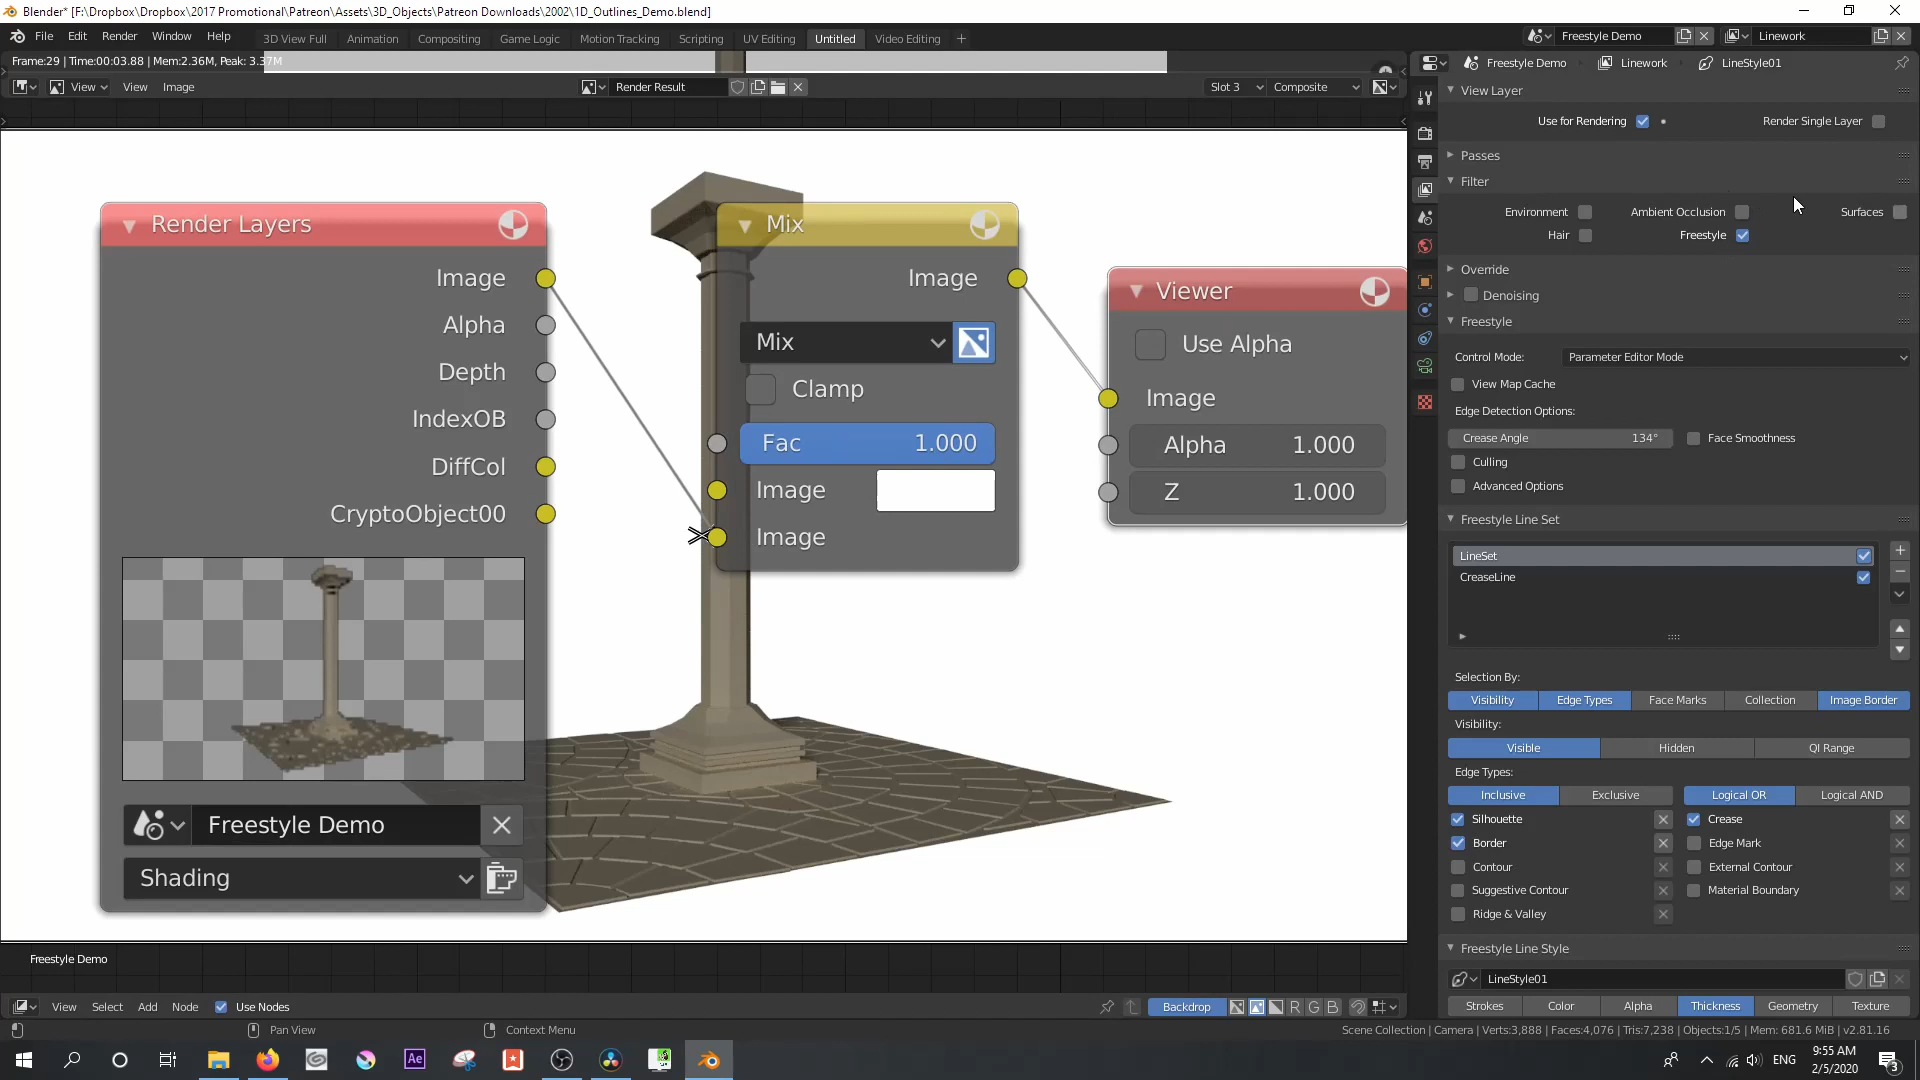 Blender* [F:\Dropbox\Dropbox\2017 Promotional\Patreon\Assets\3D_Objects\Patreon Downloads\2002\1D_Outlines_Demo.blend]
File Edit Render Window Help 3D View Full Animation Compositing Game Logic Motion Tracking Scripting UV Editing Untitled Video Editing + Freestyle Demo Linework
Frame:29 | Time:00:03.88 | Mem:2.36M, Peak: 3.37M
Freestyle Demo Linework LineStyle01
View View Image Render Result Slot 3 Composite
View Layer
Use for Rendering Render Single Layer
Passes
Filter
Environment Ambient Occlusion Surfaces
Hair Freestyle
Override
Denoising
Freestyle
Control Mode: Parameter Editor Mode
View Map Cache
Edge Detection Options:
Crease Angle 134° Face Smoothness
Culling
Advanced Options
Freestyle Line Set
LineSet
CreaseLine
Selection By:
Visibility Edge Types Face Marks Collection Image Border
Visibility:
Visible Hidden QI Range
Edge Types:
Inclusive Exclusive Logical OR Logical AND
Silhouette Crease
Border Edge Mark
Contour External Contour
Suggestive Contour Material Boundary
Ridge & Valley
Freestyle Line Style
LineStyle01
Strokes Color Alpha Thickness Geometry Texture
Render Layers
Image
Alpha
Depth
IndexOB
DiffCol
CryptoObject00
Freestyle Demo
Shading
Mix
Image
Mix
Clamp
Fac 1.000
Image
Image
Viewer
Use Alpha
Image
Alpha 1.000
Z 1.000
Freestyle Demo
View Select Add Node Use Nodes Backdrop R G B
Pan View Context Menu Scene Collection | Camera | Verts:3,888 | Faces:4,076 | Tris:7,238 | Objects:1/5 | Mem: 681.6 MiB | v2.81.16
Ae ENG 9:55 AM
2/5/2020 3